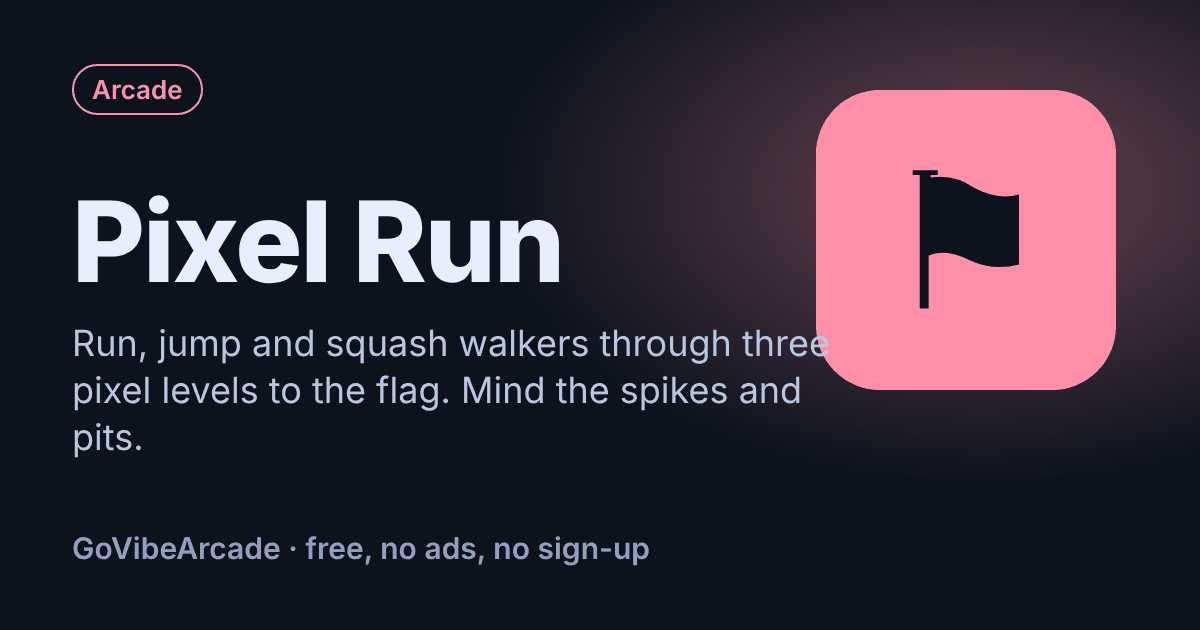 Arcade
Pixel Run
Run, jump and squash walkers through three
pixel levels to the flag. Mind the spikes and
pits.
GoVibeArcade · free, no ads, no sign-up